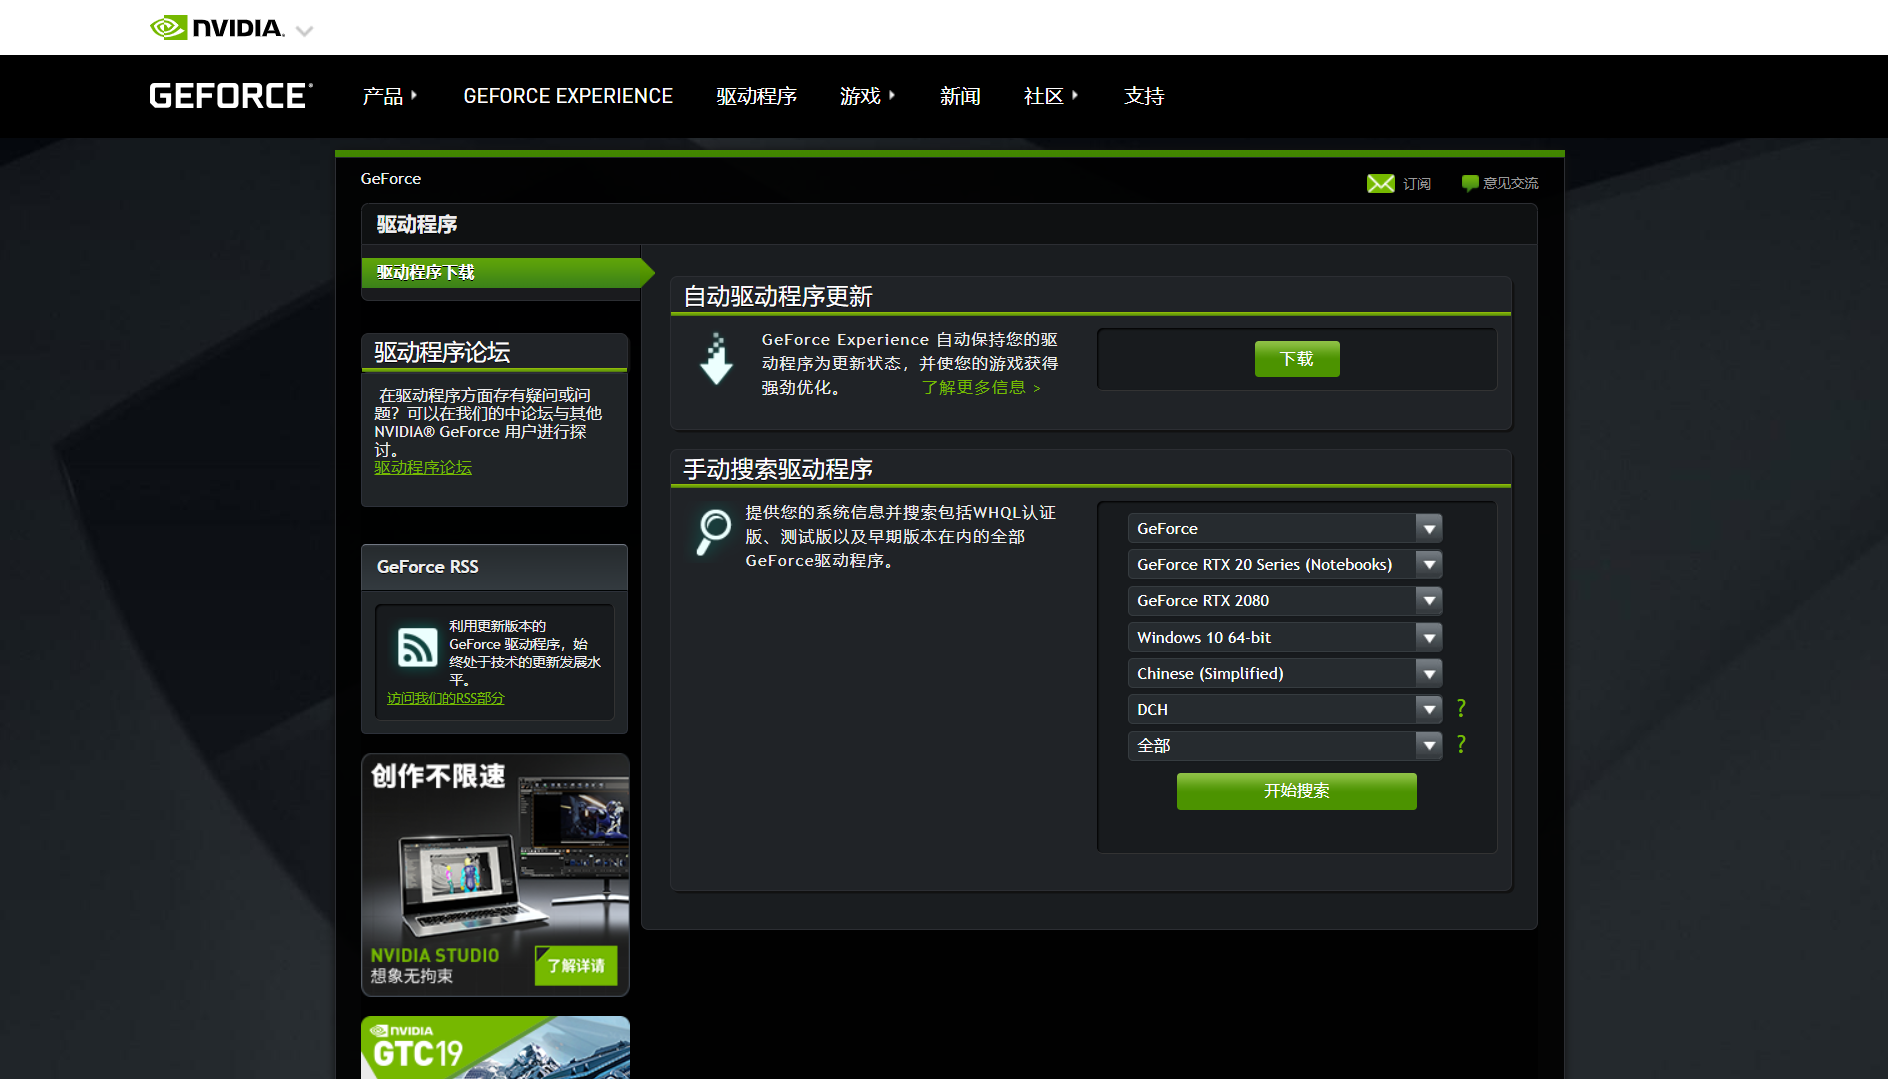 NVIDIA.
GEFORCE
产品
GEFORCE EXPERIENCE
驱动程序
游戏
新闻
社区
支持
GeForce
订阅
意见交流
驱动程序
驱动程序下载
驱动程序论坛
在驱动程序方面存有疑问或问
题？可以在我们的中论坛与其他
NVIDIA® GeForce 用户进行探
讨。
驱动程序论坛
GeForce RSS
利用更新版本的
GeForce 驱动程序，始
终处于技术的更新发展水
平。
访问我们的RSS部分
创作不限速
NVIDIA STUDIO
想象无拘束
了解详请
NVIDIA
GTC19
自动驱动程序更新
GeForce Experience 自动保持您的驱
动程序为更新状态，并使您的游戏获得
强劲优化。 了解更多信息 >
下载
手动搜索驱动程序
提供您的系统信息并搜索包括WHQL认证
版、测试版以及早期版本在内的全部
GeForce驱动程序。
GeForce
GeForce RTX 20 Series (Notebooks)
GeForce RTX 2080
Windows 10 64-bit
Chinese (Simplified)
DCH
?
全部
?
开始搜索